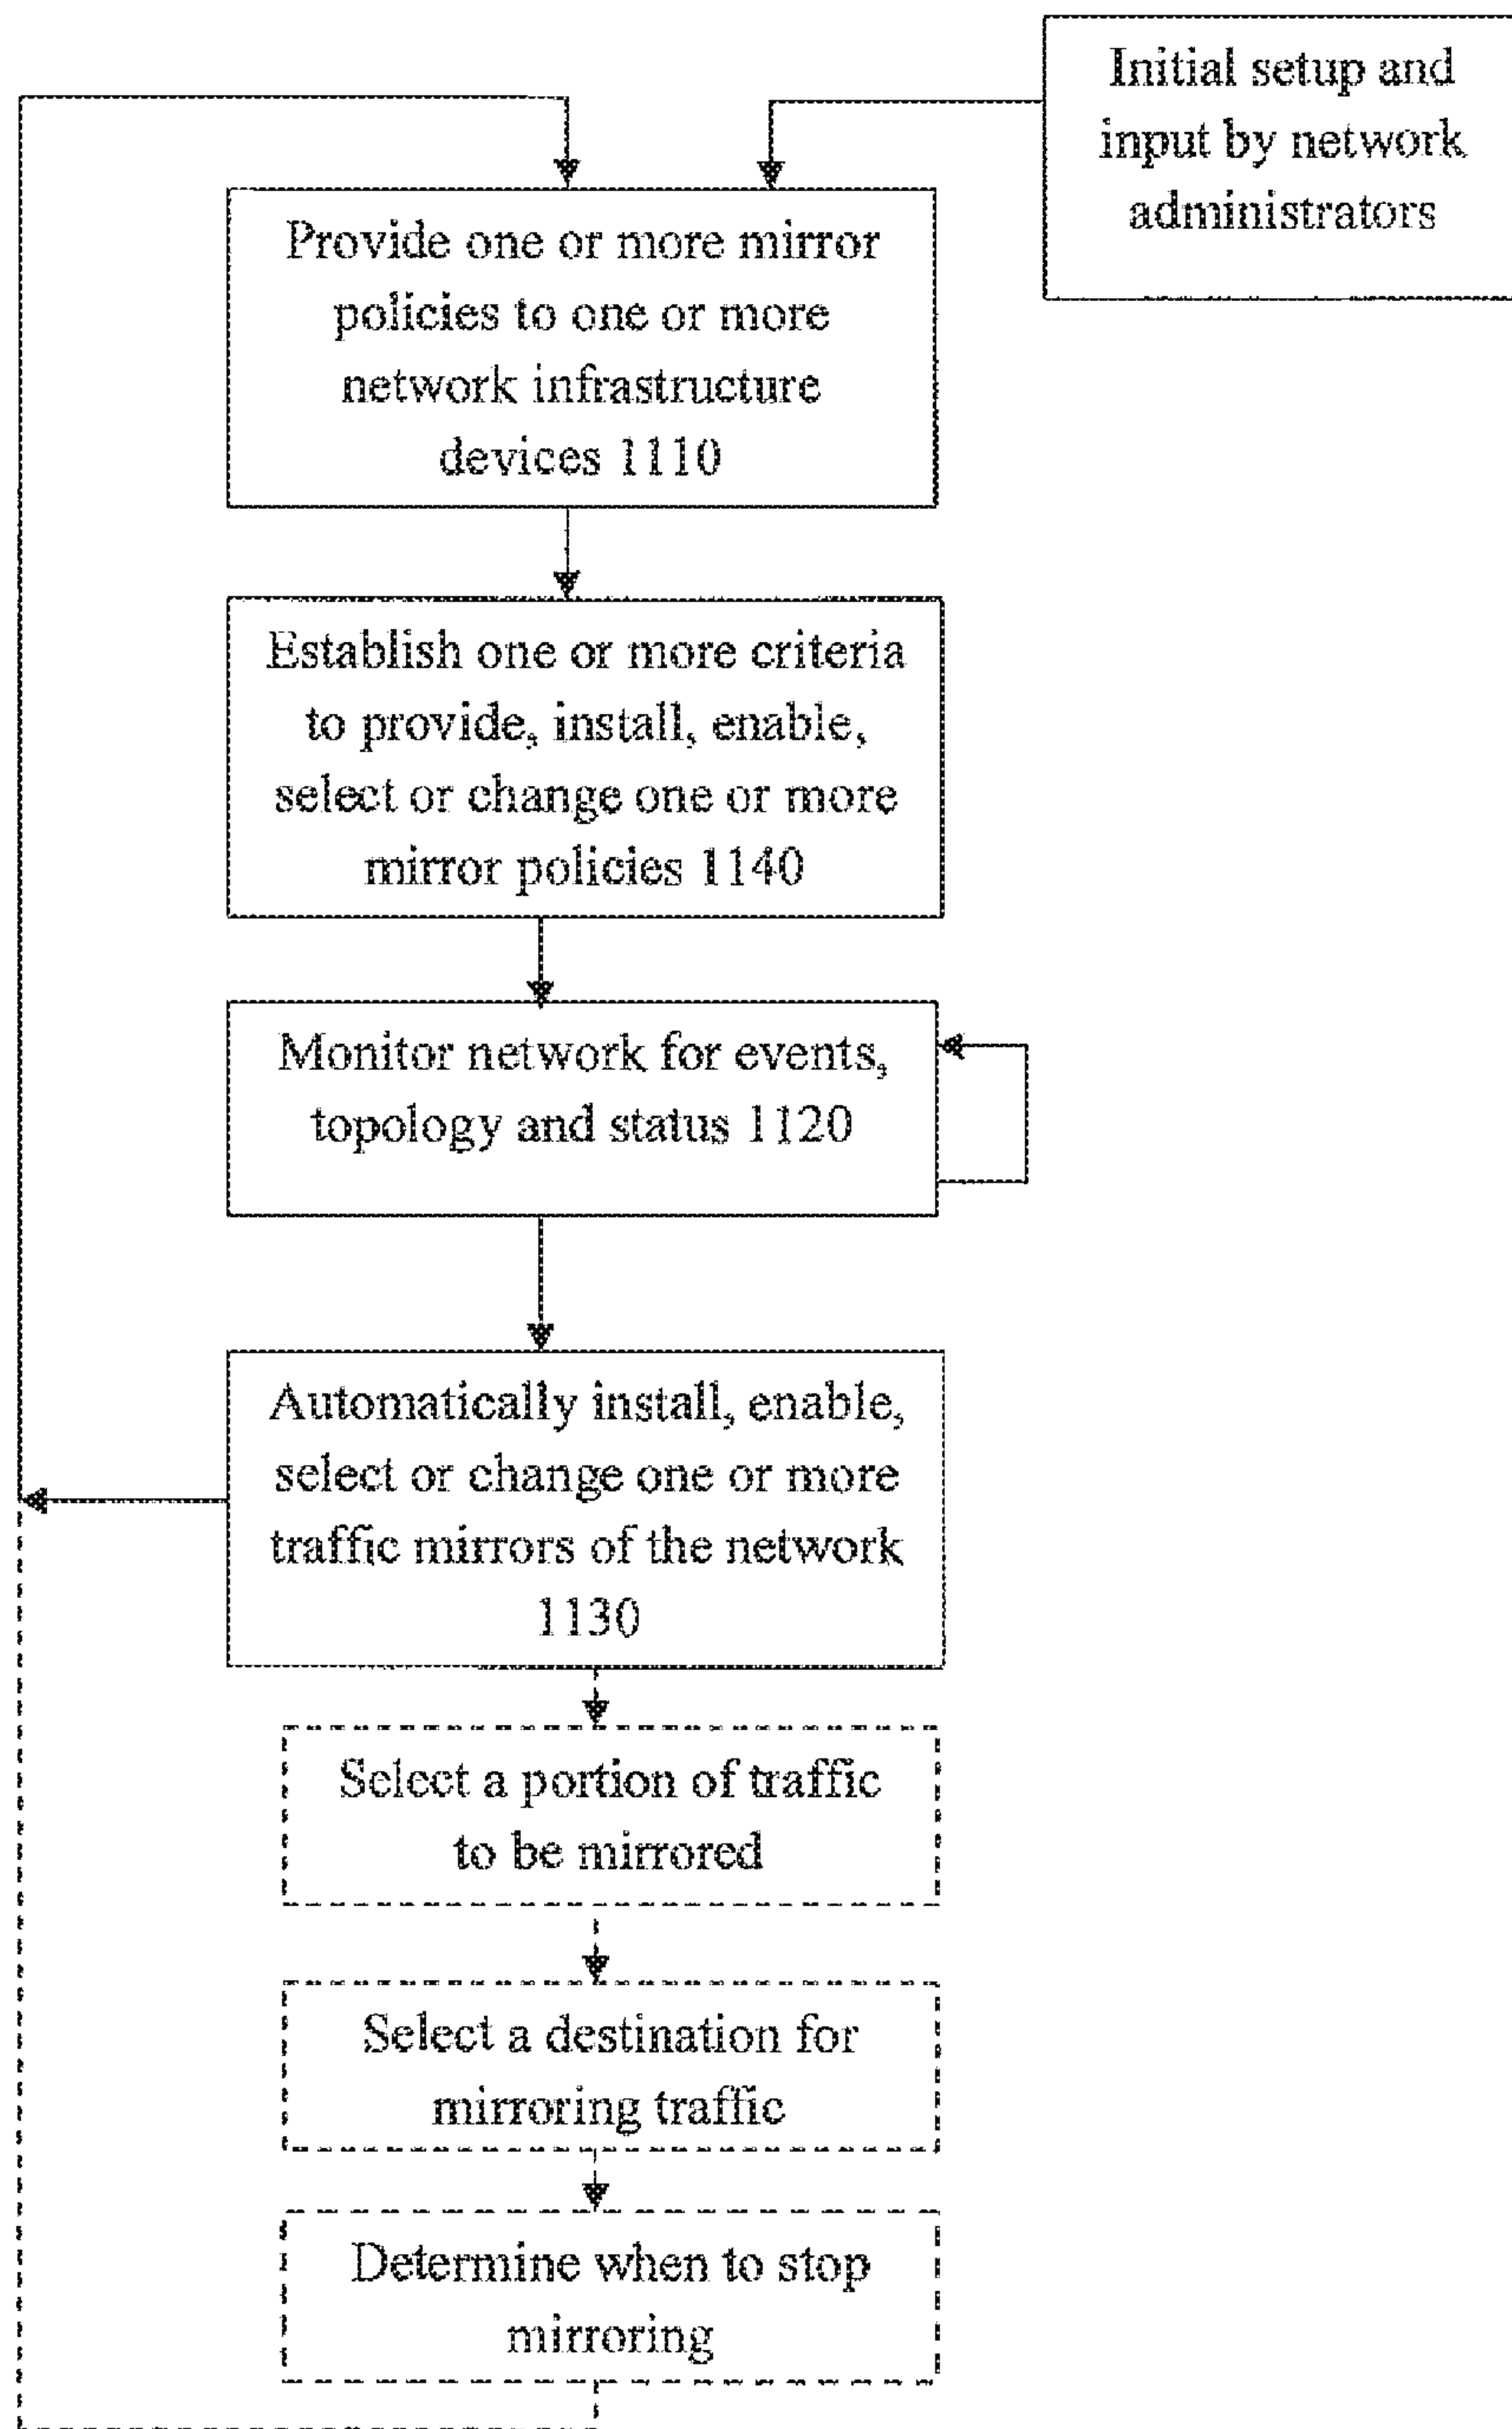 Initial setup and
input by network
administrators
Provide one or more mirror
policies to one or more
network infrastructure
devices 1110
Establish one or more criteria
to provide, install, enable,
select or change one or more
mirror policies 1140
Monitor network for events,
topology and status 1120
Automatically install, enable,
select or change one or more
traffic mirrors of the network
1130
Select a portion of traffic
to be mirrored
Select a destination for
mirroring traffic
Determine when to stop
mirroring